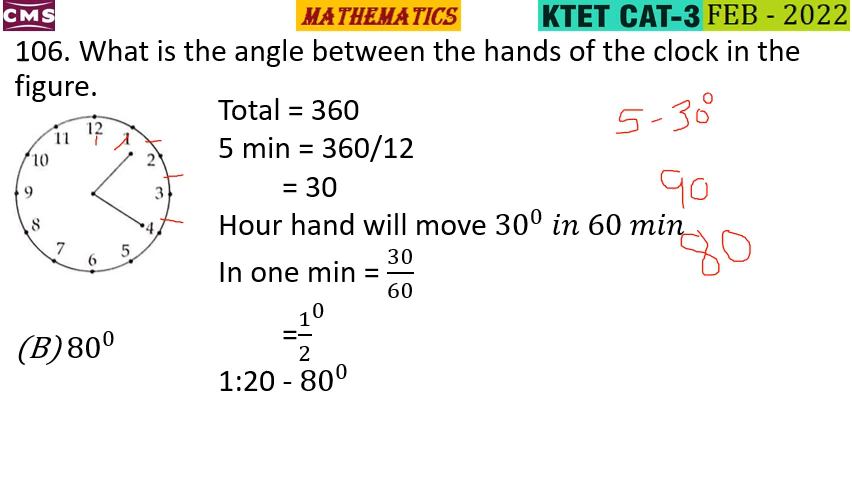 CMS
MATHEMATICS
KTET CAT-3 FEB - 2022
106. What is the angle between the hands of the clock in the
figure.
12
11
1
10
2
9
3
8
4
7
5
6
Total = 360
5 min = 360/12
= 30
Hour hand will move 30⁰ in 60 min
In one min = 30/60
=1/2⁰
1:20 - 80⁰
(B) 80⁰
5 - 30°
90
80